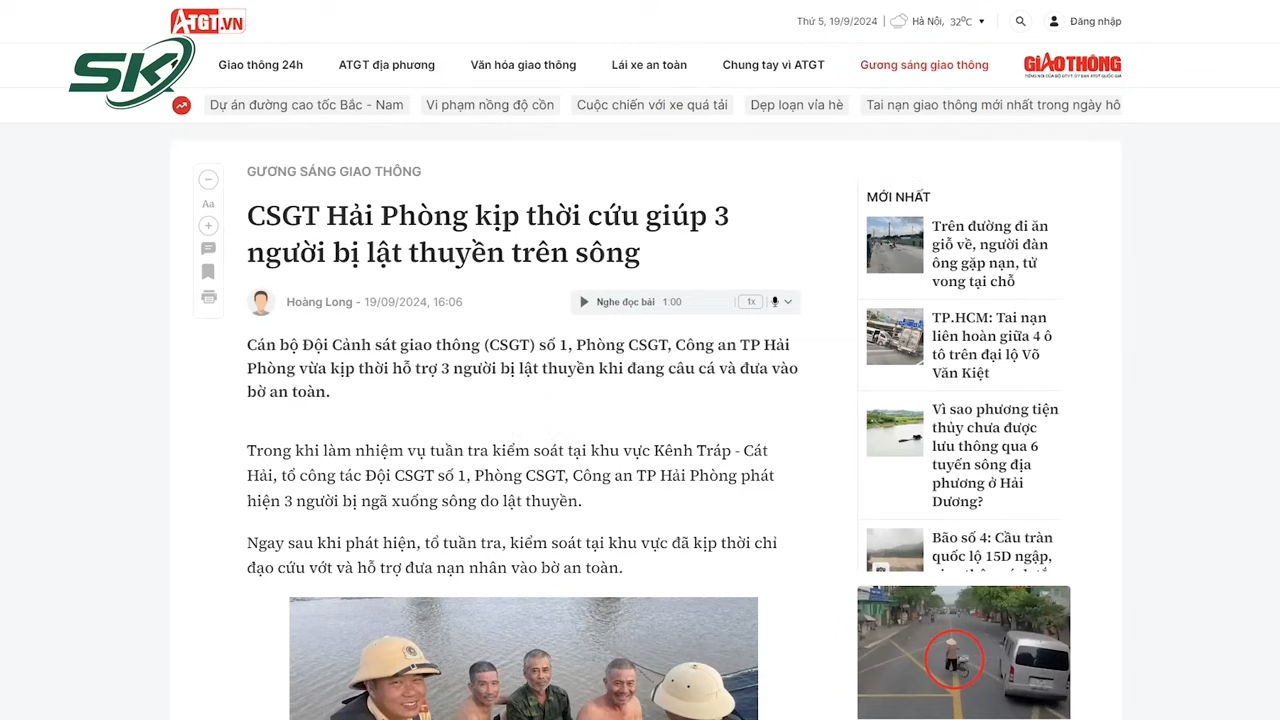 ATGT.VN
Thứ 5, 19/9/2024
Hà Nội, 32°C
Đăng nhập
SK
Giao thông 24h
ATGT địa phương
Văn hóa giao thông
Lái xe an toàn
Chung tay vì ATGT
Gương sáng giao thông
GIAOTHÔNG
Dự án đường cao tốc Bắc - Nam
Vi phạm nồng độ cồn
Cuộc chiến với xe quá tải
Dẹp loạn vỉa hè
Tai nạn giao thông mới nhất trong ngày hô
GƯƠNG SÁNG GIAO THÔNG
CSGT Hải Phòng kịp thời cứu giúp 3
người bị lật thuyền trên sông
Hoàng Long - 19/09/2024, 16:06
Nghe đọc bài 1:00
1x
Aa
Cán bộ Đội Cảnh sát giao thông (CSGT) số 1, Phòng CSGT, Công an TP Hải
Phòng vừa kịp thời hỗ trợ 3 người bị lật thuyền khi đang câu cá và đưa vào
bờ an toàn.
Trong khi làm nhiệm vụ tuần tra kiểm soát tại khu vực Kênh Tráp - Cát
Hải, tổ công tác Đội CSGT số 1, Phòng CSGT, Công an TP Hải Phòng phát
hiện 3 người bị ngã xuống sông do lật thuyền.
Ngay sau khi phát hiện, tổ tuần tra, kiểm soát tại khu vực đã kịp thời chỉ
đạo cứu vớt và hỗ trợ đưa nạn nhân vào bờ an toàn.
MỚI NHẤT
Trên đường đi ăn
giỗ về, người đàn
ông gặp nạn, tử
vong tại chỗ
TP.HCM: Tai nạn
liên hoàn giữa 4 ô
tô trên đại lộ Võ
Văn Kiệt
Vì sao phương tiện
thủy chưa được
lưu thông qua 6
tuyến sông địa
phương ở Hải
Dương?
Bão số 4: Cầu tràn
quốc lộ 15D ngập,